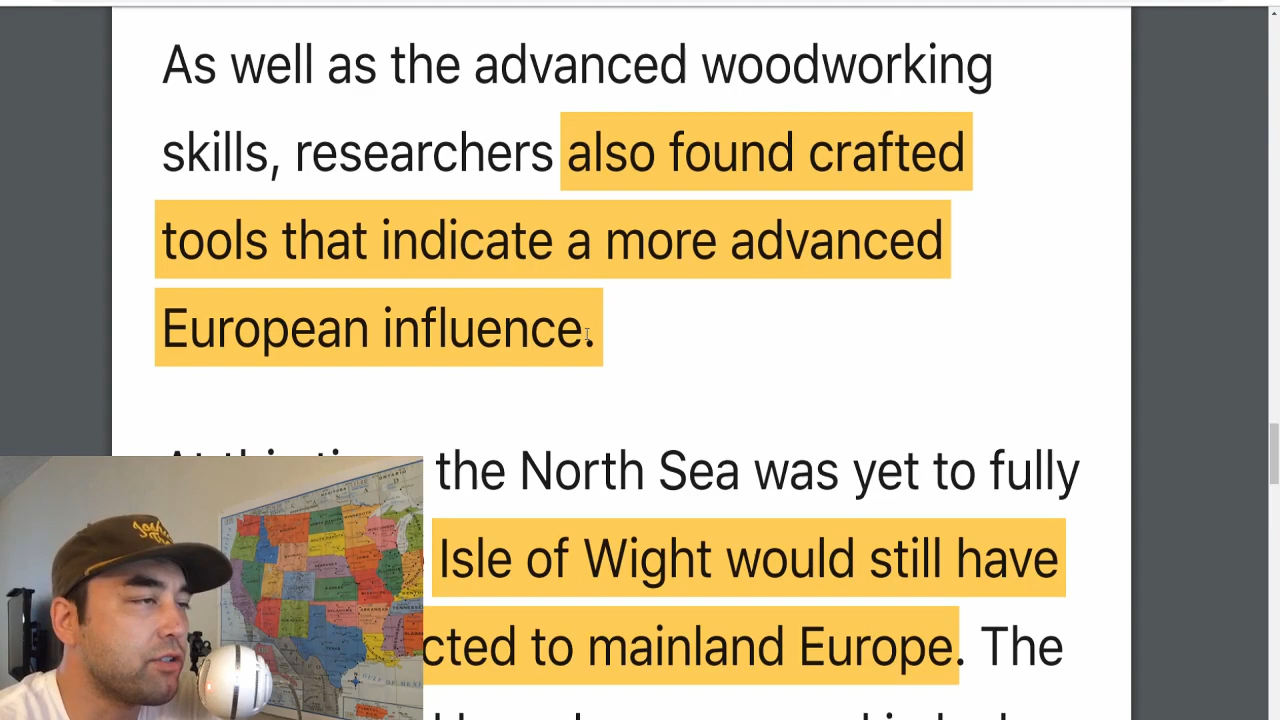 As well as the advanced woodworking
skills, researchers also found crafted
tools that indicate a more advanced
European influence.
the North Sea was yet to fully
Isle of Wight would still have
cted to mainland Europe. The